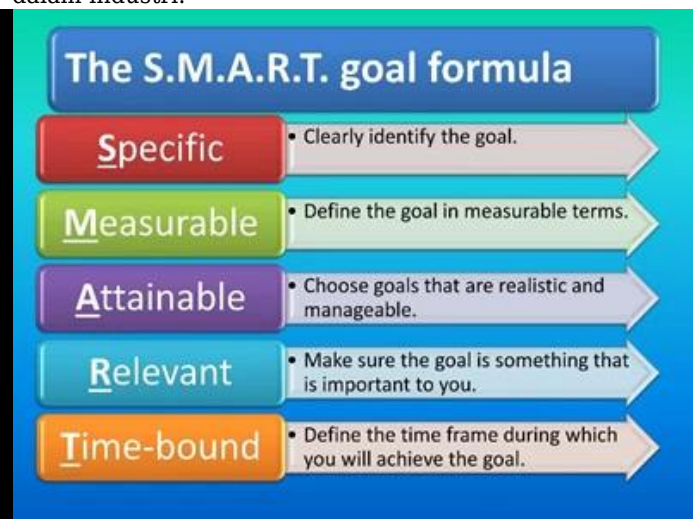 dalam industri.
The S.M.A.R.T. goal formula
Specific
• Clearly identify the goal.
Measurable
• Define the goal in measurable terms.
Attainable
• Choose goals that are realistic and
manageable.
Relevant
• Make sure the goal is something that
is important to you.
Time-bound
• Define the time frame during which
you will achieve the goal.